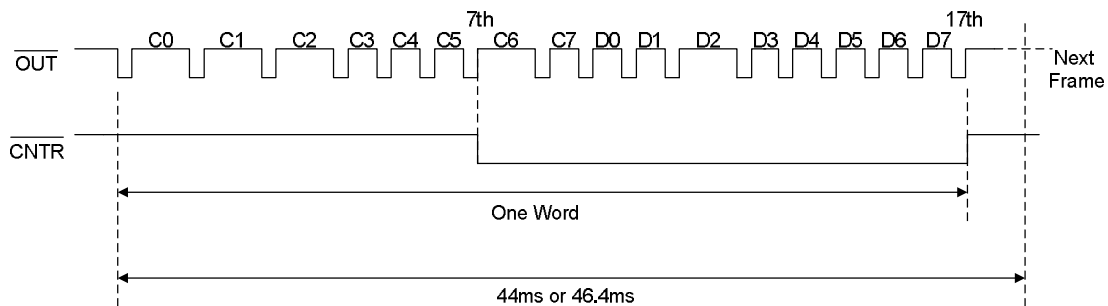 7th 17th
C0 C1 C2 C3 C4 C5 C6 C7 D0 D1 D2 D3 D4 D5 D6 D7
OUT
Next
Frame
CNTR
One Word
44ms or 46.4ms